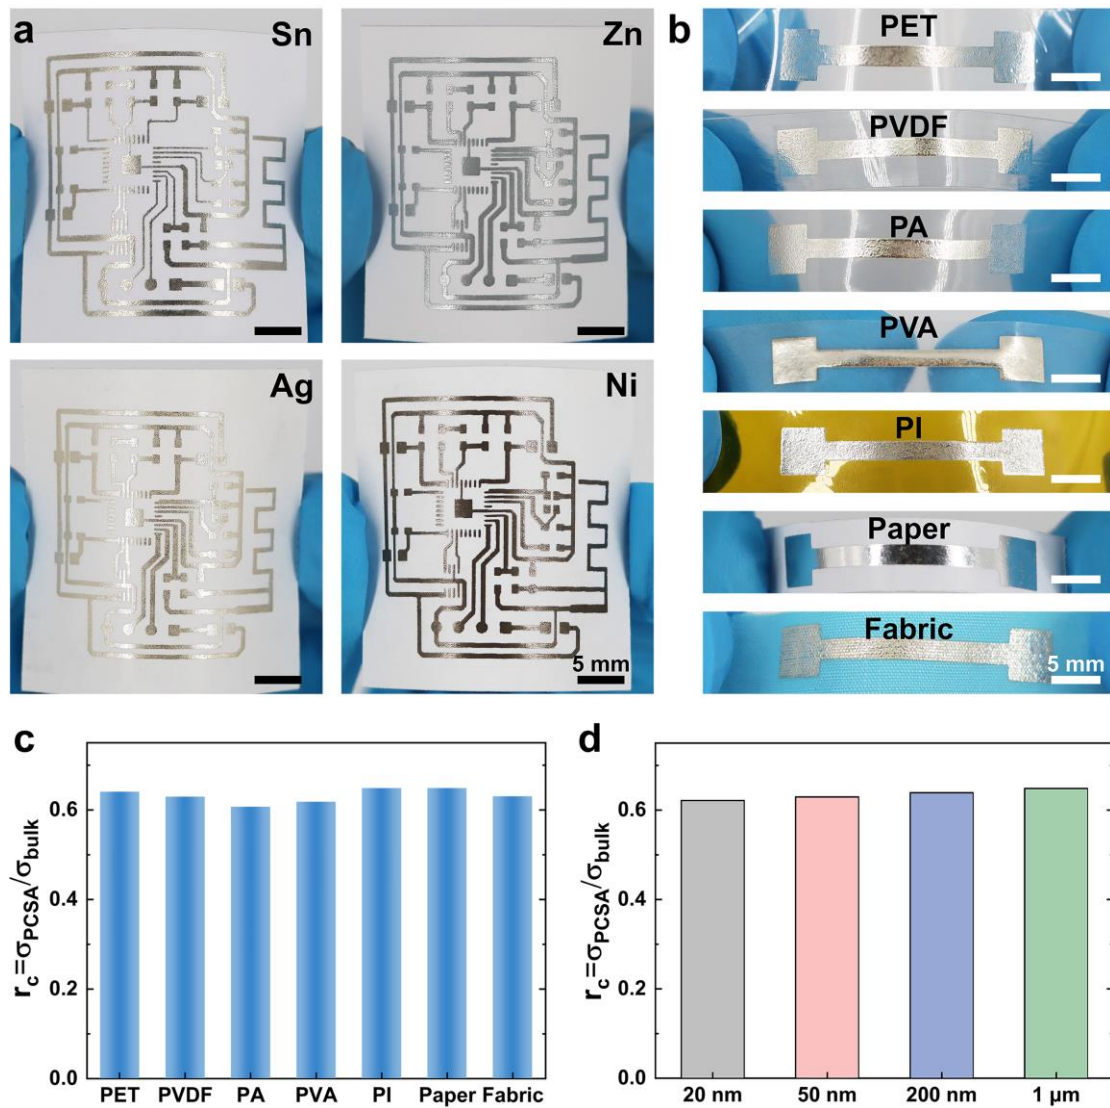 a
Sn
Zn
Ag
Ni
5 mm
b
PET
PVDF
PA
PVA
PI
Paper
Fabric
5 mm
c
r_c=σ_PCSA/σ_bulk
0.6
0.4
0.2
0.0
PET PVDF PA PVA PI Paper Fabric
d
r_c=σ_PCSA/σ_bulk
0.6
0.4
0.2
0.0
20 nm 50 nm 200 nm 1 μm